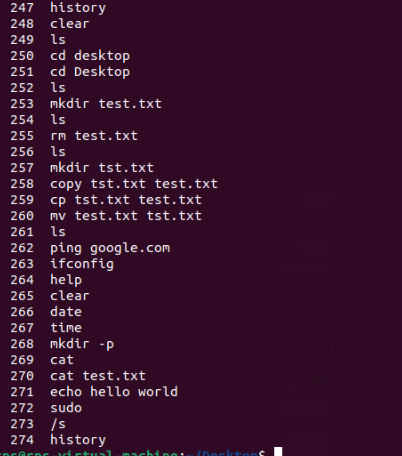 247 history
248 clear
249 ls
250 cd desktop
251 cd Desktop
252 ls
253 mkdir test.txt
254 ls
255 rm test.txt
256 ls
257 mkdir tst.txt
258 copy tst.txt test.txt
259 cp tst.txt test.txt
260 mv test.txt tst.txt
261 ls
262 ping google.com
263 ifconfig
264 help
265 clear
266 date
267 time
268 mkdir -p
269 cat
270 cat test.txt
271 echo hello world
272 sudo
273 /s
274 history
-virtual-machine:~/Desktop$